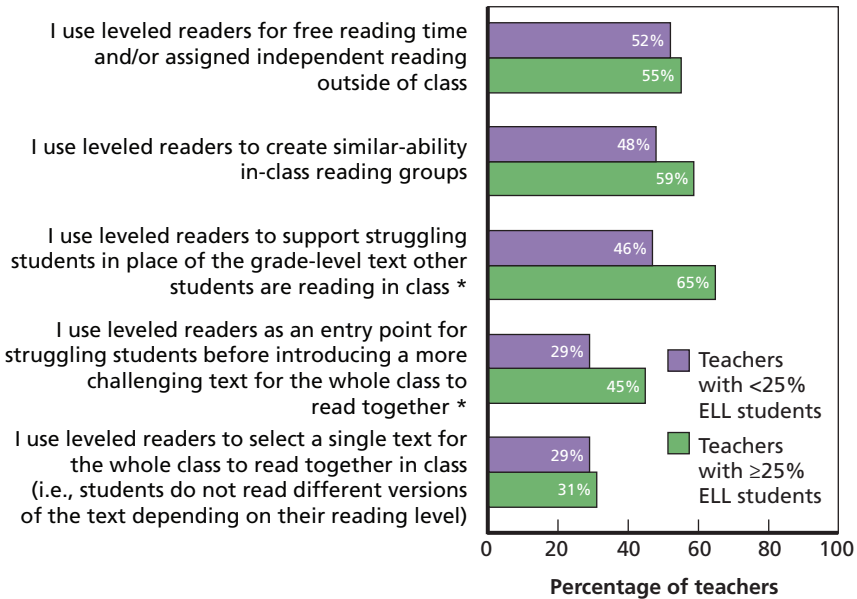 I use leveled readers for free reading time
and/or assigned independent reading
outside of class
52%
55%
I use leveled readers to create similar-ability
in-class reading groups
48%
59%
I use leveled readers to support struggling
students in place of the grade-level text other
students are reading in class *
46%
65%
I use leveled readers as an entry point for
struggling students before introducing a more
challenging text for the whole class to
read together *
29%
45%
I use leveled readers to select a single text for
the whole class to read together in class
(i.e., students do not read different versions
of the text depending on their reading level)
29%
31%
Teachers
with <25%
ELL students
Teachers
with ≥25%
ELL students
0 20 40 60 80 100
Percentage of teachers